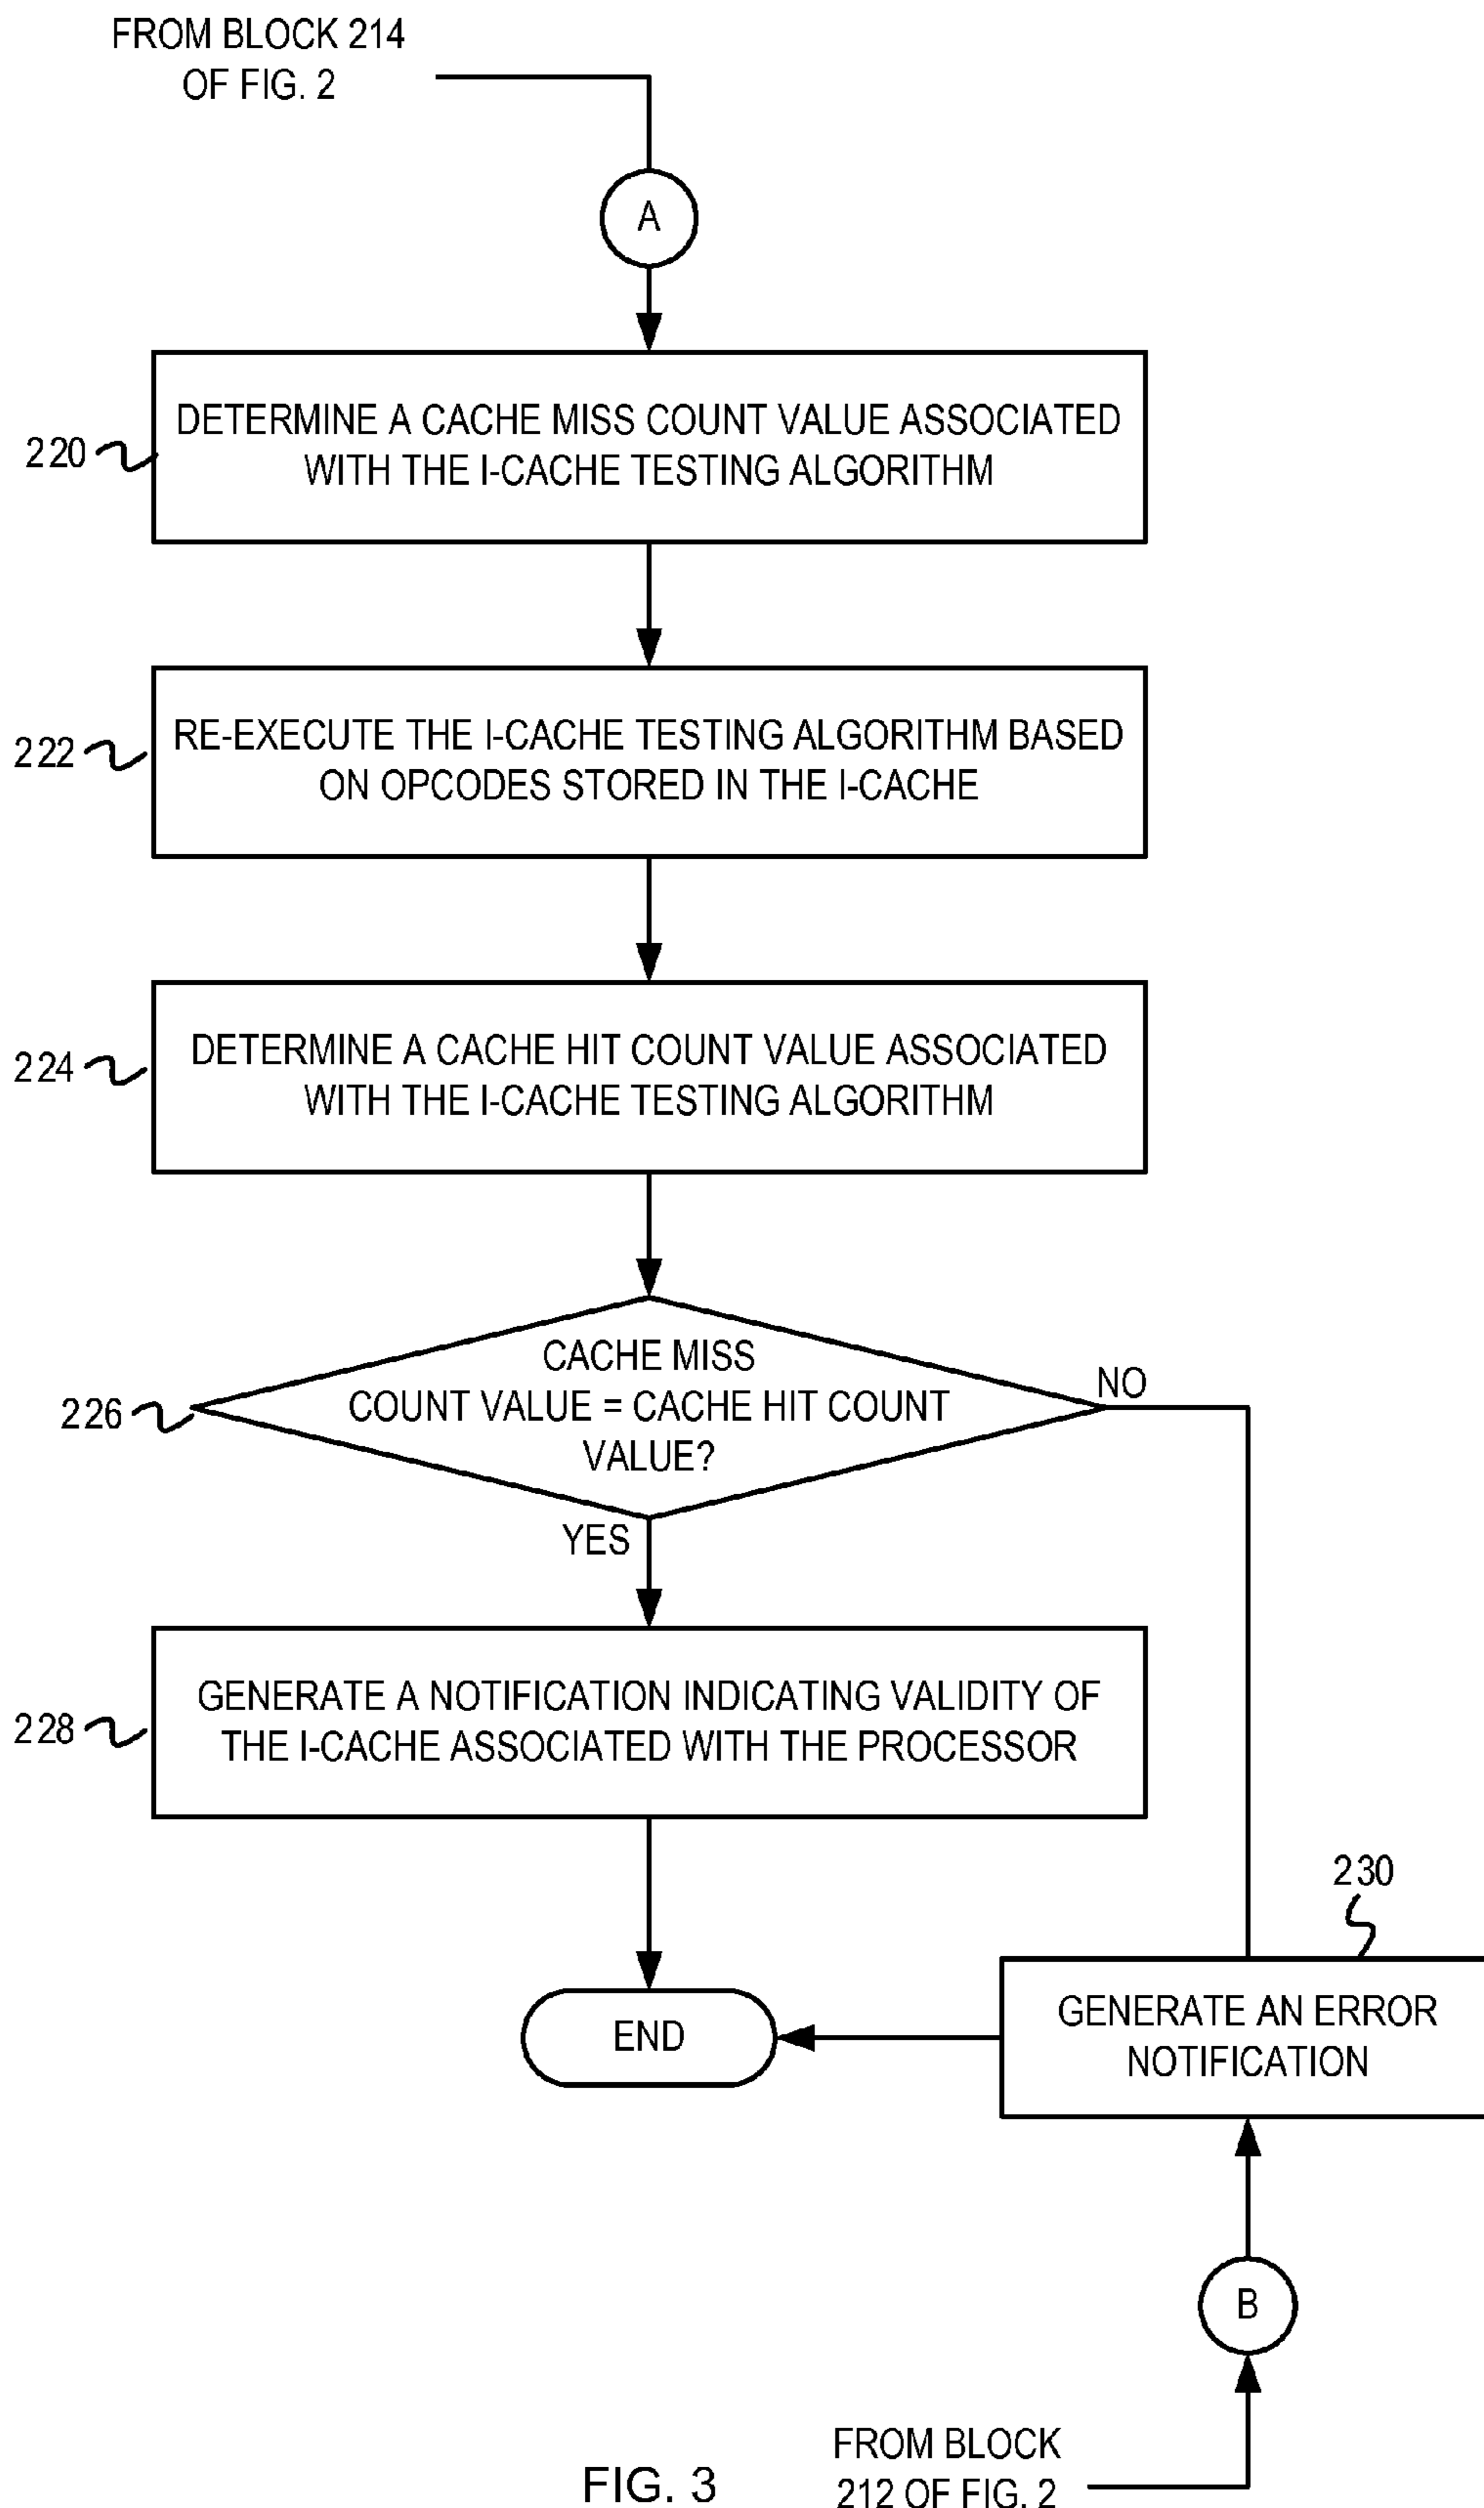 FROM BLOCK 214
OF FIG. 2
A
DETERMINE A CACHE MISS COUNT VALUE ASSOCIATED
WITH THE I-CACHE TESTING ALGORITHM
220
RE-EXECUTE THE I-CACHE TESTING ALGORITHM BASED
ON OPCODES STORED IN THE I-CACHE
222
DETERMINE A CACHE HIT COUNT VALUE ASSOCIATED
WITH THE I-CACHE TESTING ALGORITHM
224
CACHE MISS
COUNT VALUE = CACHE HIT COUNT
VALUE?
226
NO
YES
GENERATE A NOTIFICATION INDICATING VALIDITY OF
THE I-CACHE ASSOCIATED WITH THE PROCESSOR
228
230
GENERATE AN ERROR
NOTIFICATION
END
B
FROM BLOCK
212 OF FIG. 2
FIG. 3